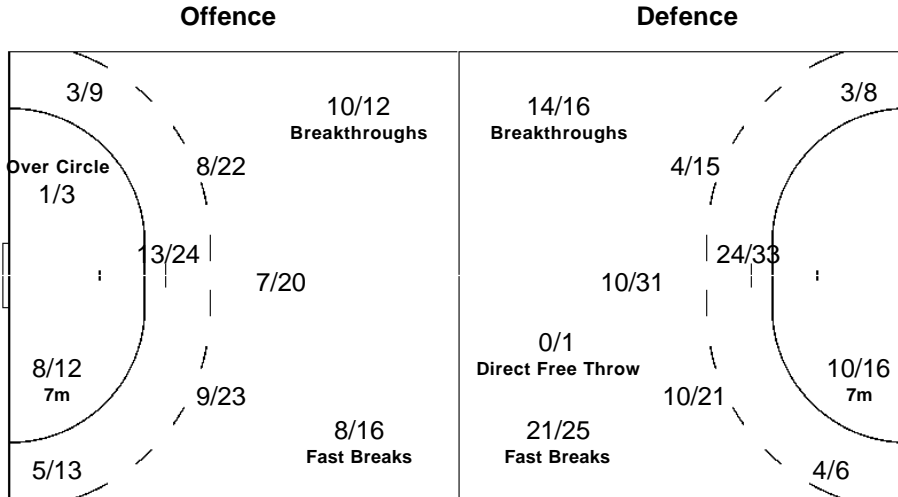 Offence
Defence
3/9
10/12
Breakthroughs
14/16
Breakthroughs
3/8
Over Circle
1/3
8/22
4/15
13/24
7/20
10/31
24/33
8/12
7m
9/23
0/1
Direct Free Throw
10/21
10/16
7m
5/13
8/16
Fast Breaks
21/25
Fast Breaks
4/6